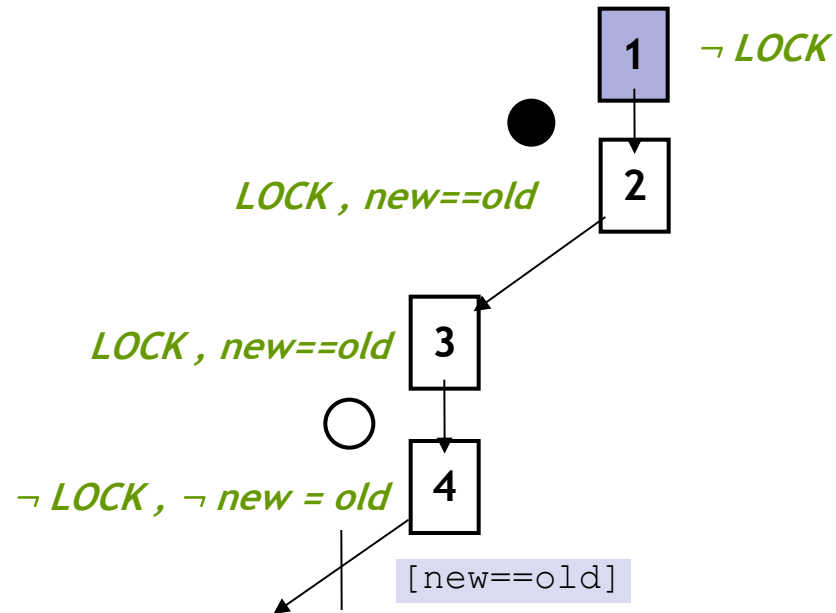 1 ¬ LOCK
2
LOCK , new==old
3
LOCK , new==old
4
¬ LOCK , ¬ new = old
[new==old]